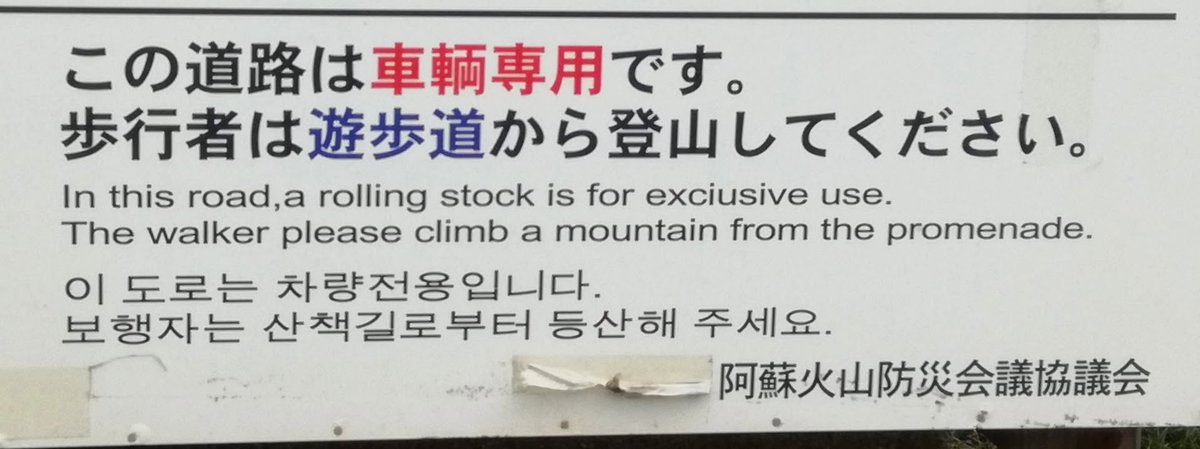 この道路は車輌専用です。
歩行者は遊歩道から登山してください。
In this road,a rolling stock is for exciusive use.
The walker please climb a mountain from the promenade.
이 도로는 차량전용입니다.
보행자는 산책길로부터 등산해 주세요.
阿蘇火山防災会議協議会